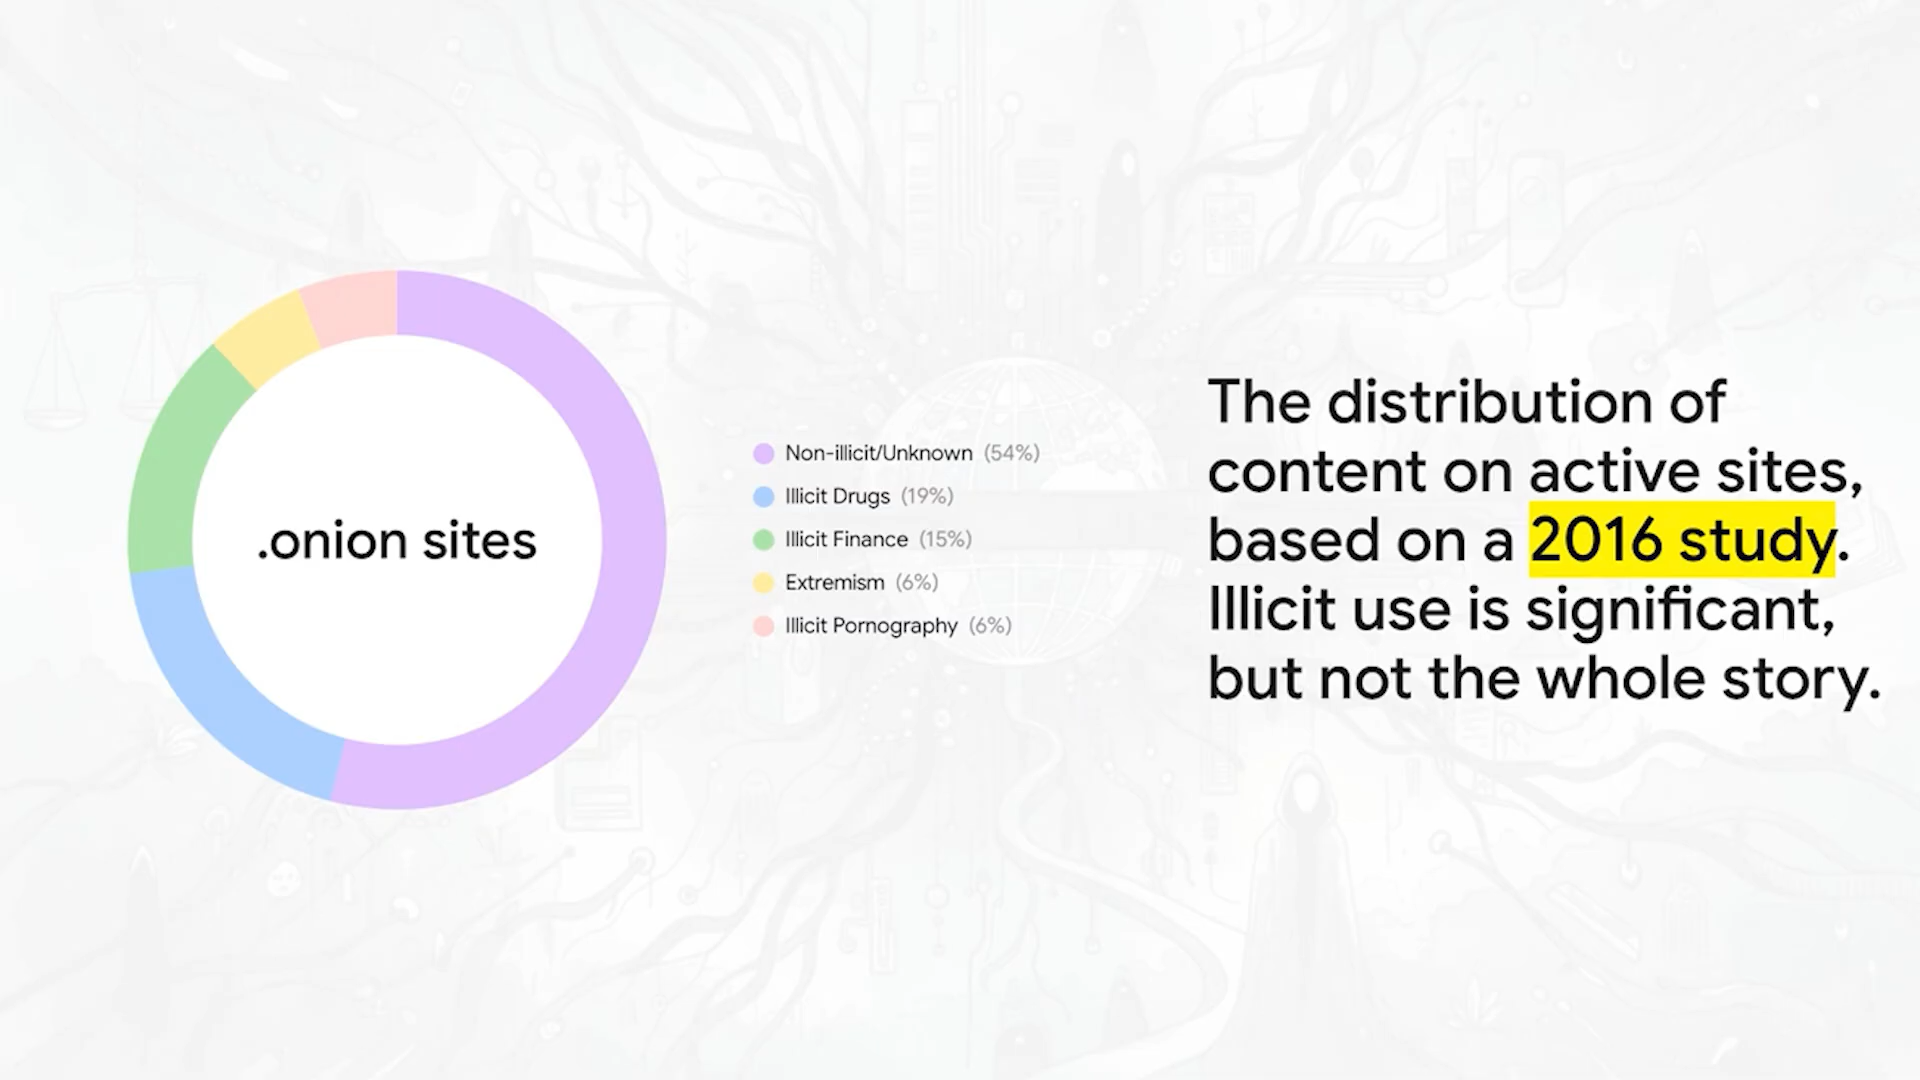 .onion sites
Non-illicit/Unknown (54%)
Illicit Drugs (19%)
Illicit Finance (15%)
Extremism (6%)
Illicit Pornography (6%)
The distribution of
content on active sites,
based on a 2016 study.
Illicit use is significant,
but not the whole story.